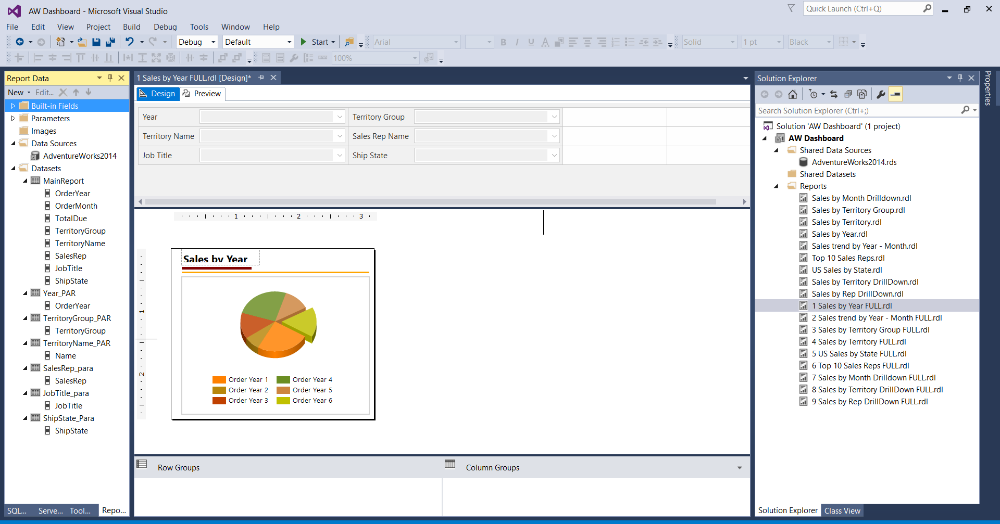 AW Dashboard - Microsoft Visual Studio
Quick Launch (Ctrl+Q)
File Edit View Project Build Debug Tools Window Help
Debug Default Start Arial Solid 1 pt Black
100%
Report Data
New Edit...
Built-in Fields
Parameters
Images
Data Sources
AdventureWorks2014
Datasets
MainReport
OrderYear
OrderMonth
TotalDue
TerritoryGroup
TerritoryName
SalesRep
JobTitle
ShipState
Year_PAR
OrderYear
TerritoryGroup_PAR
TerritoryGroup
TerritoryName_PAR
Name
SalesRep_para
SalesRep
JobTitle_para
JobTitle
ShipState_Para
ShipState
SQL... Serve... Tool... Repo...
1 Sales by Year FULL.rdl [Design]*
Design Preview
Year Territory Group
Territory Name Sales Rep Name
Job Title Ship State
1 2 3
1
2
Sales by Year
Order Year 1 Order Year 4
Order Year 2 Order Year 5
Order Year 3 Order Year 6
Row Groups Column Groups
Solution Explorer
Search Solution Explorer (Ctrl+;)
Solution 'AW Dashboard' (1 project)
AW Dashboard
Shared Data Sources
AdventureWorks2014.rds
Shared Datasets
Reports
Sales by Month Drilldown.rdl
Sales by Territory Group.rdl
Sales by Territory.rdl
Sales by Year.rdl
Sales trend by Year - Month.rdl
Top 10 Sales Reps.rdl
US Sales by State.rdl
Sales by Territory DrillDown.rdl
Sales by Rep DrillDown.rdl
1 Sales by Year FULL.rdl
2 Sales trend by Year - Month FULL.rdl
3 Sales by Territory Group FULL.rdl
4 Sales by Territory FULL.rdl
5 US Sales by State FULL.rdl
6 Top 10 Sales Reps FULL.rdl
7 Sales by Month Drilldown FULL.rdl
8 Sales by Territory DrillDown FULL.rdl
9 Sales by Rep DrillDown FULL.rdl
Solution Explorer Class View
Properties